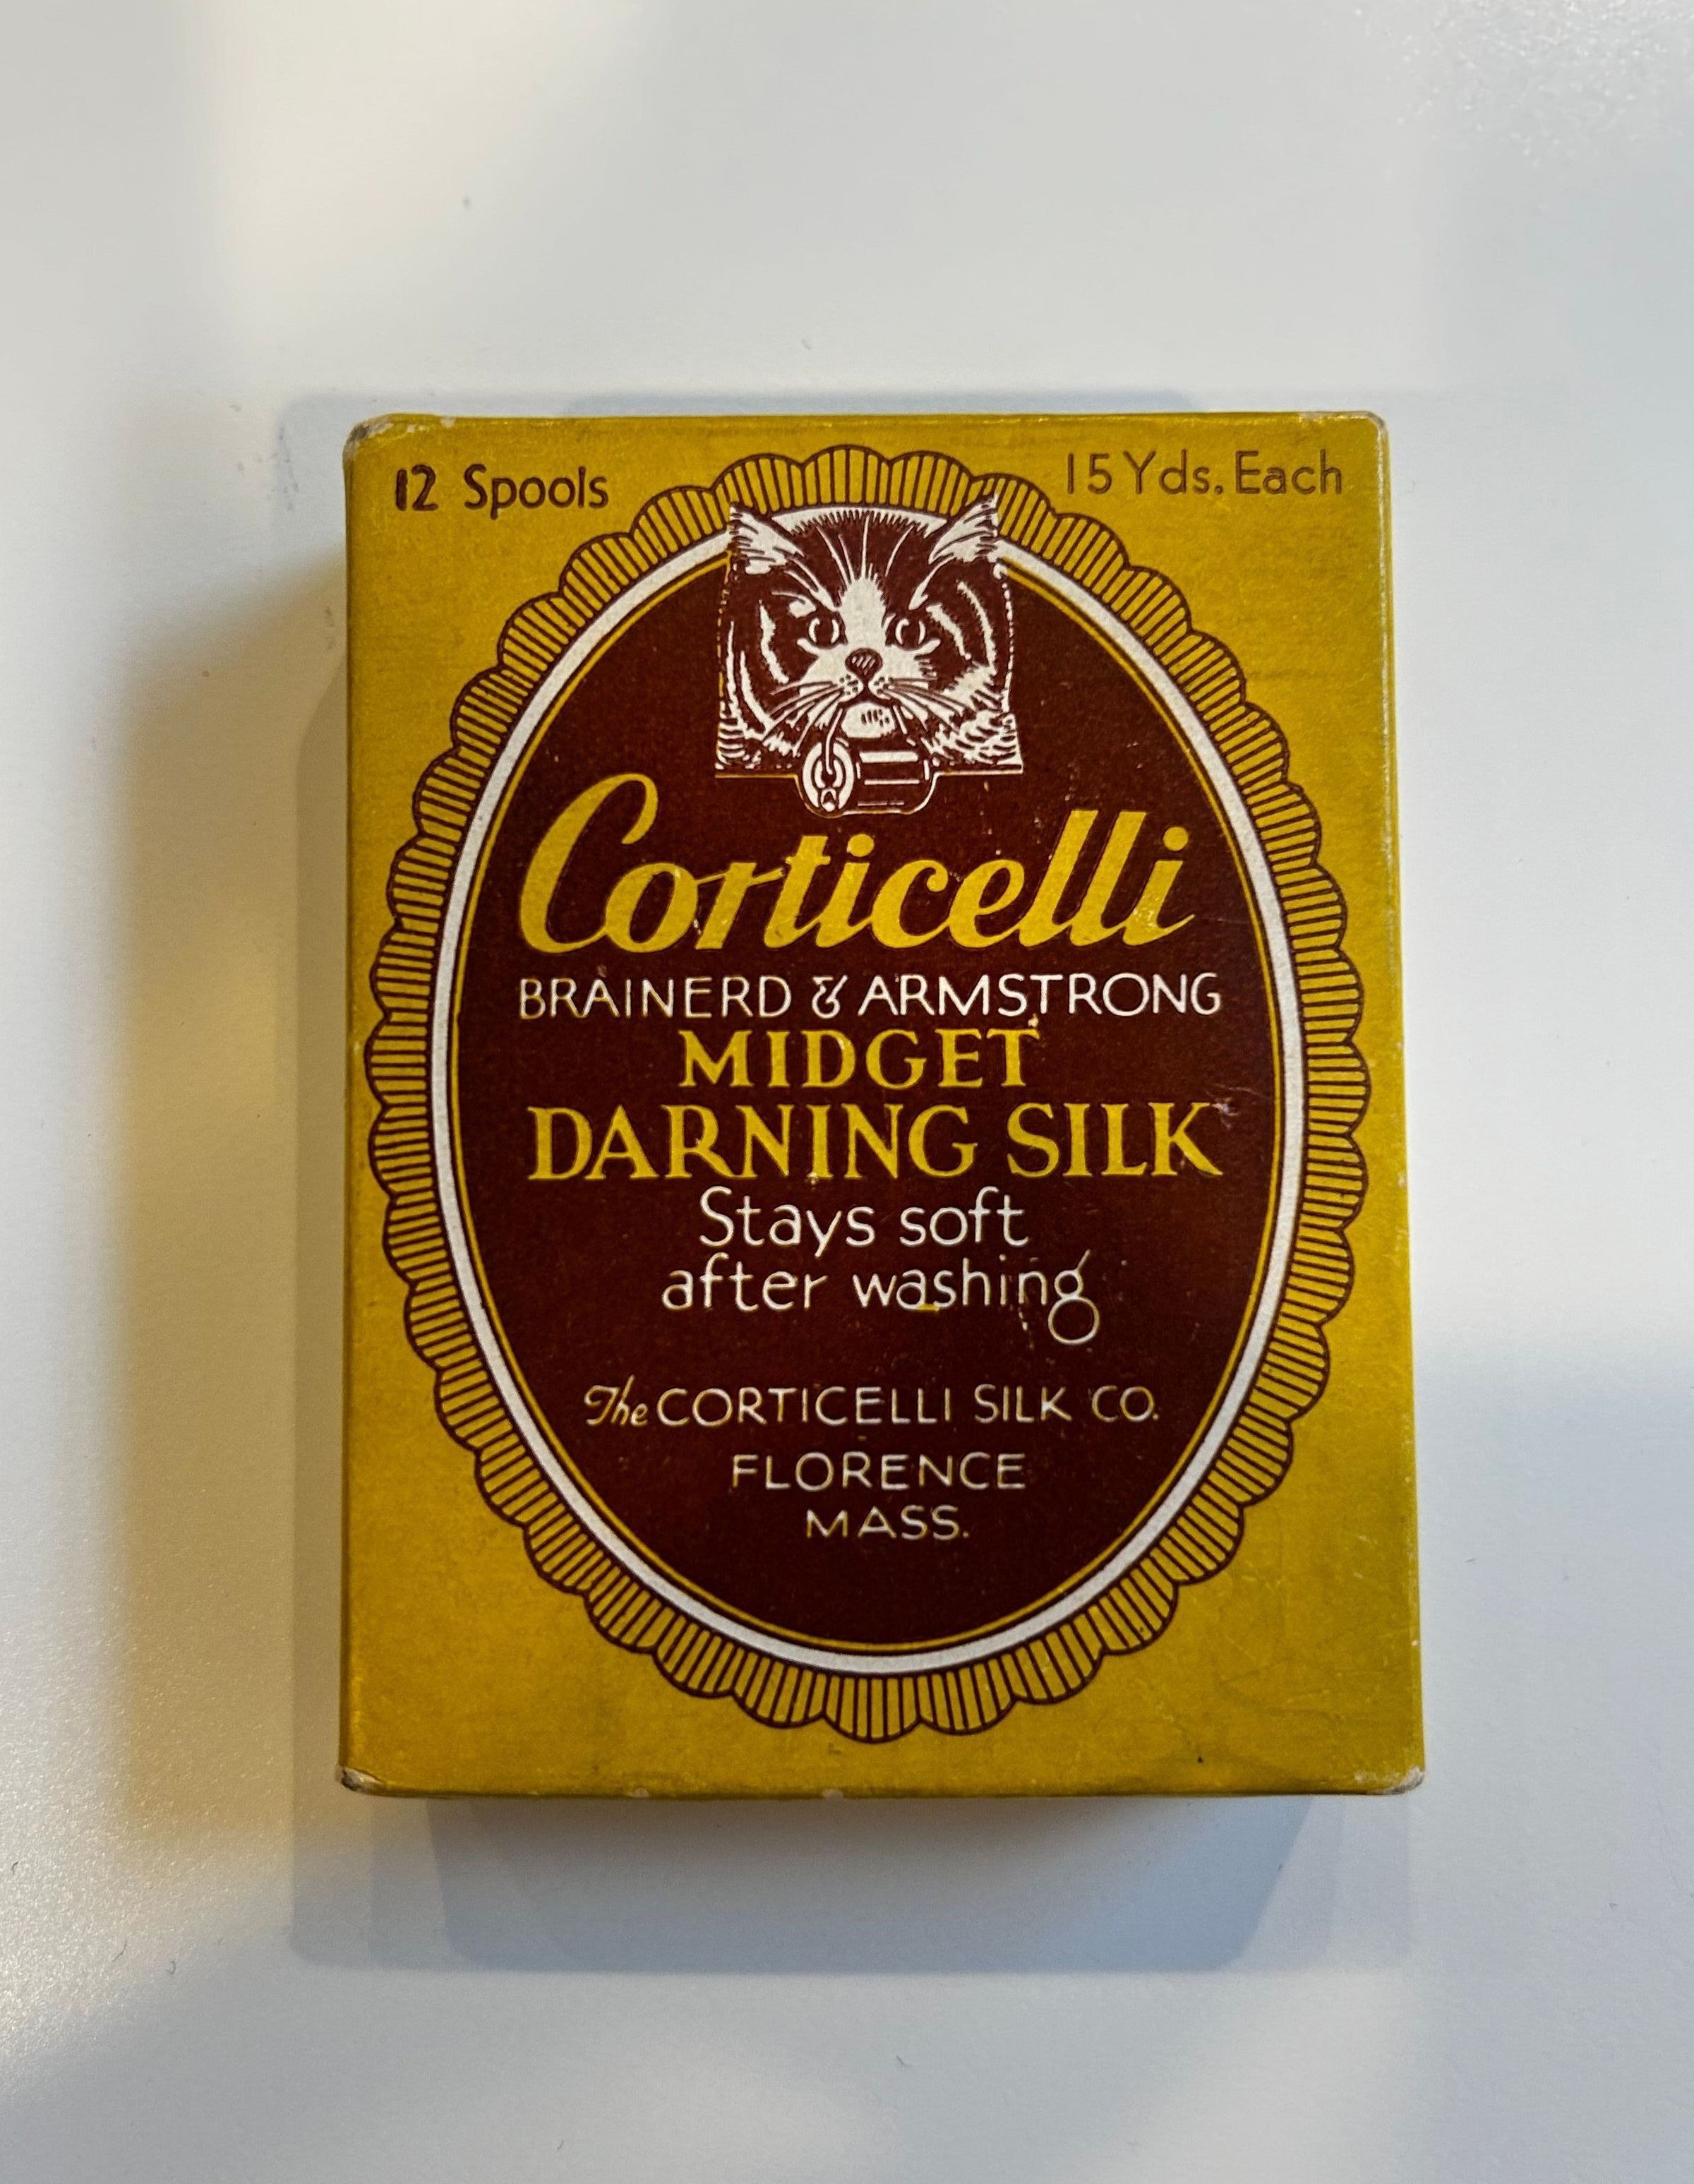 12 Spools
15 Yds. Each
Corticelli
BRAINERD & ARMSTRONG
MIDGET
DARNING SILK
Stays soft
after washing
The CORTICELLI SILK CO.
FLORENCE
MASS.